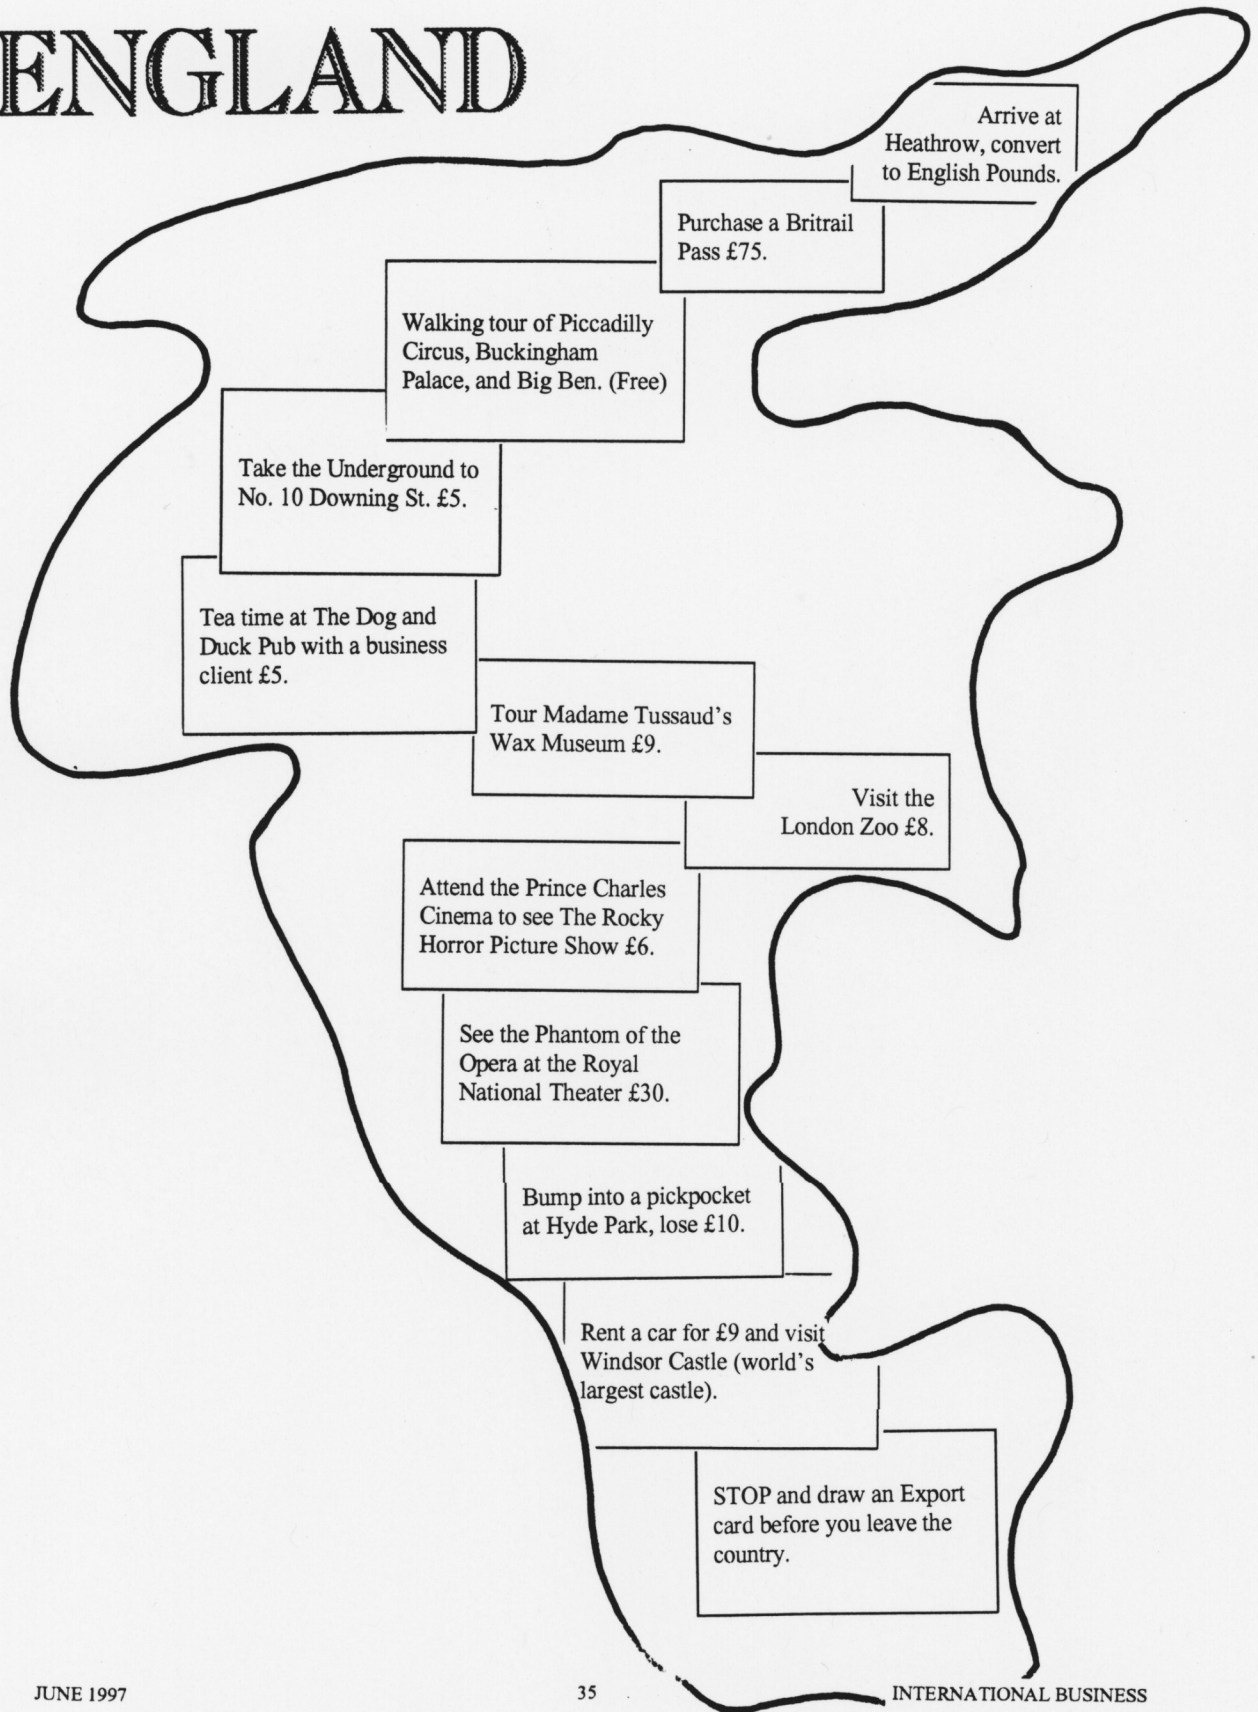 ENGLAND
Arrive at
Heathrow, convert
to English Pounds.
Purchase a Britrail
Pass £75.
Walking tour of Piccadilly
Circus, Buckingham
Palace, and Big Ben. (Free)
Take the Underground to
No. 10 Downing St. £5.
Tea time at The Dog and
Duck Pub with a business
client £5.
Tour Madame Tussaud's
Wax Museum £9.
Visit the
London Zoo £8.
Attend the Prince Charles
Cinema to see The Rocky
Horror Picture Show £6.
See the Phantom of the
Opera at the Royal
National Theater £30.
Bump into a pickpocket
at Hyde Park, lose £10.
Rent a car for £9 and visit
Windsor Castle (world's
largest castle).
STOP and draw an Export
card before you leave the
country.
JUNE 1997
35
INTERNATIONAL BUSINESS